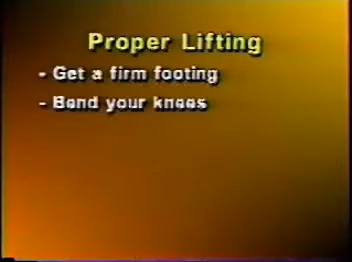 Proper Lifting
- Get a firm footing
- Bend your knees